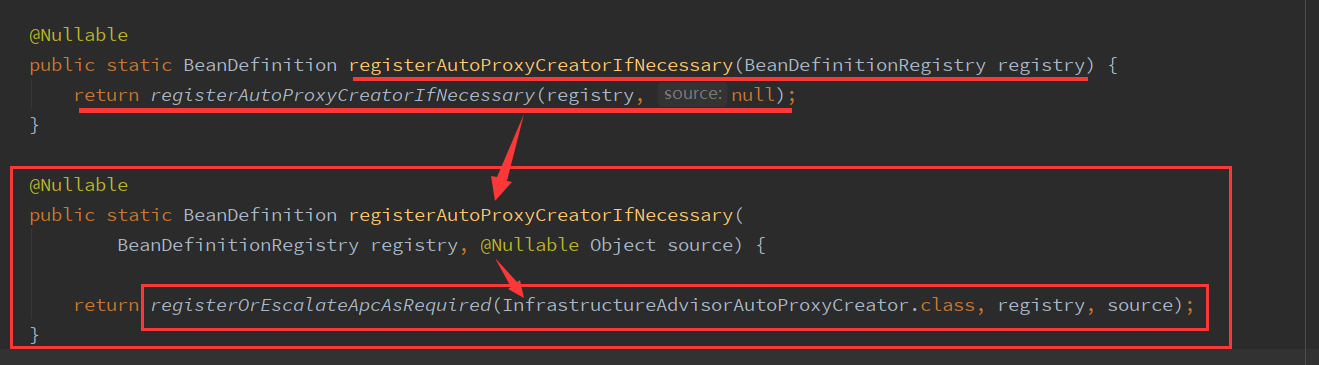 @Nullable
public static BeanDefinition registerAutoProxyCreatorIfNecessary(BeanDefinitionRegistry registry) {
return registerAutoProxyCreatorIfNecessary(registry, source: null);
}
@Nullable
public static BeanDefinition registerAutoProxyCreatorIfNecessary(
BeanDefinitionRegistry registry, @Nullable Object source) {
return registerOrEscalateApcAsRequired(InfrastructureAdvisorAutoProxyCreator.class, registry, source);
}